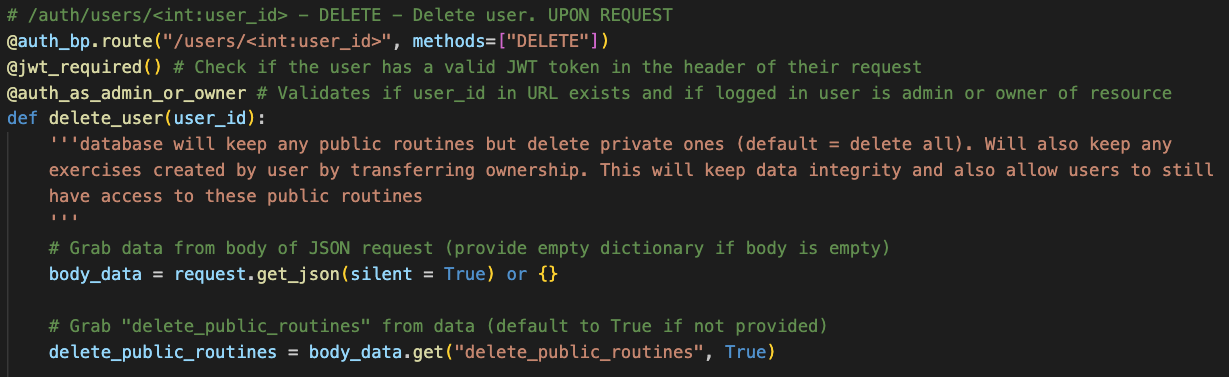 # /auth/users/<int:user_id> - DELETE - Delete user. UPON REQUEST
@auth_bp.route("/users/<int:user_id>", methods=["DELETE"])
@jwt_required() # Check if the user has a valid JWT token in the header of their request
@auth_as_admin_or_owner # Validates if user_id in URL exists and if logged in user is admin or owner of resource
def delete_user(user_id):
    '''database will keep any public routines but delete private ones (default = delete all). Will also keep any
    exercises created by user by transferring ownership. This will keep data integrity and also allow users to still
    have access to these public routines
    '''
    # Grab data from body of JSON request (provide empty dictionary if body is empty)
    body_data = request.get_json(silent = True) or {}
    # Grab "delete_public_routines" from data (default to True if not provided)
    delete_public_routines = body_data.get("delete_public_routines", True)